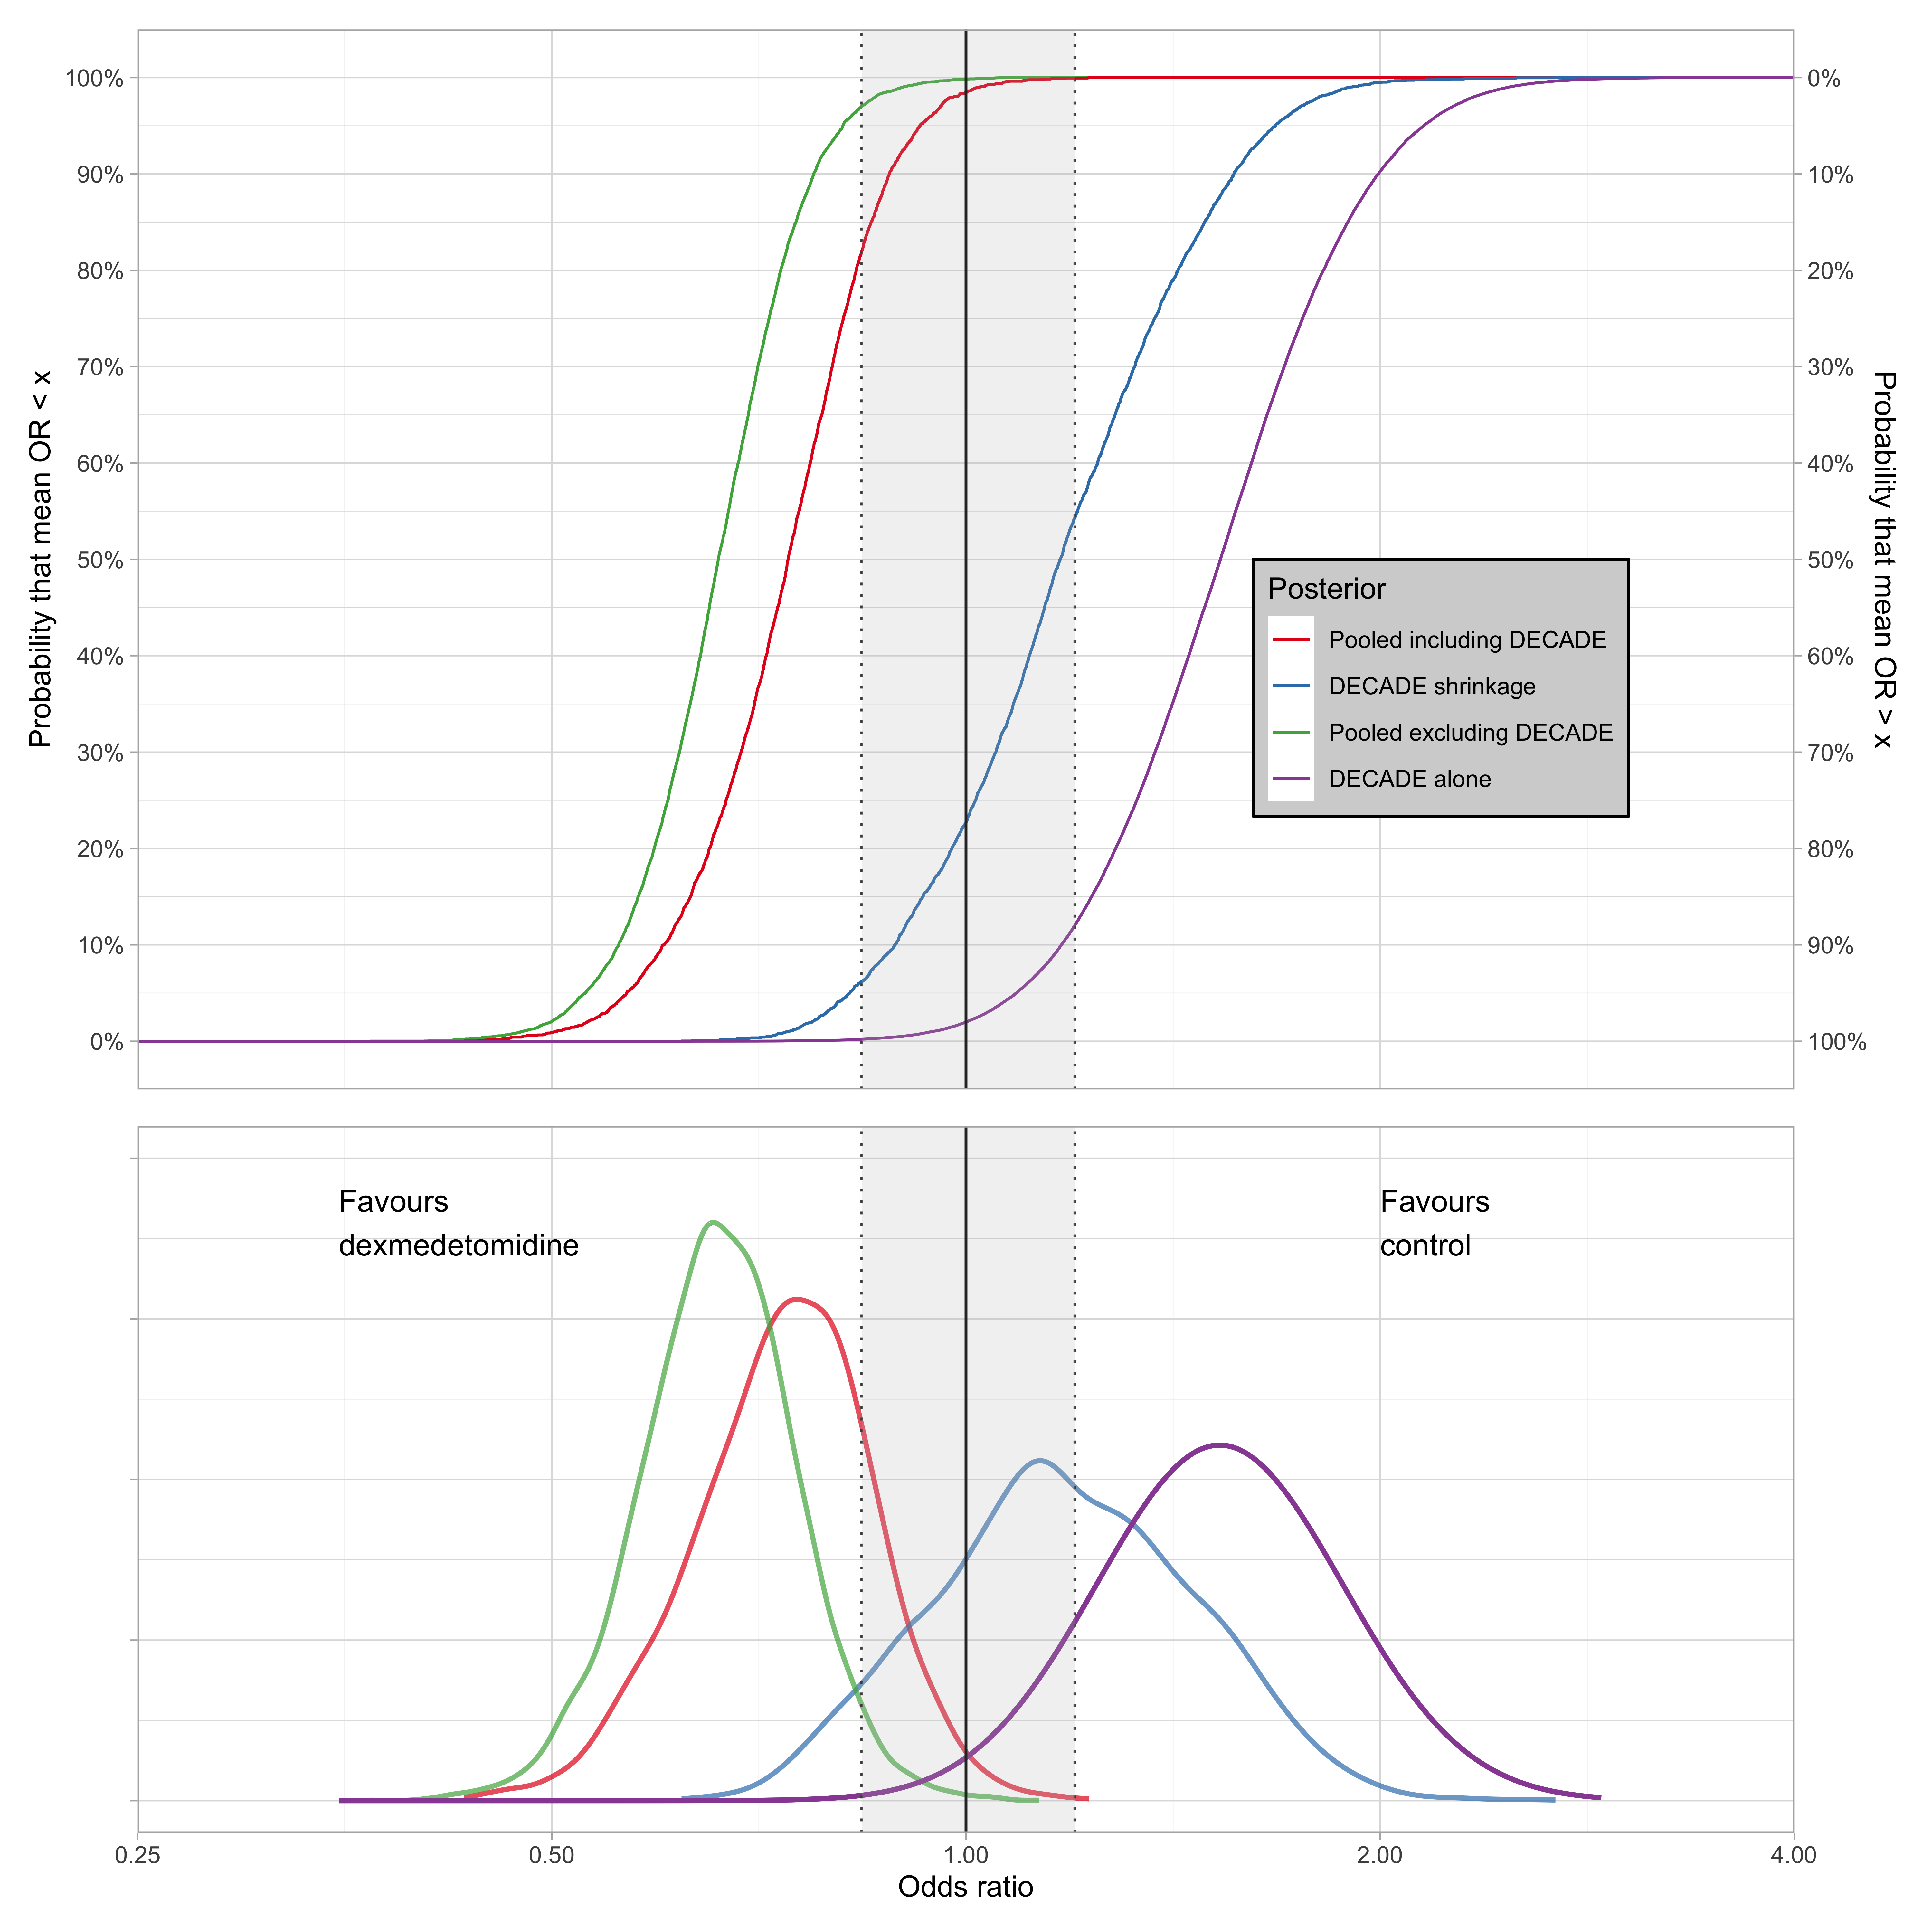 Probability that mean OR < x
100%
90%
80%
70%
60%
50%
40%
30%
20%
10%
0%
0%
10%
20%
30%
40%
50%
60%
70%
80%
90%
100%
Probability that mean OR > x
Posterior
Pooled including DECADE
DECADE shrinkage
Pooled excluding DECADE
DECADE alone
Favours
dexmedetomidine
Favours
control
0.25
0.50
1.00
2.00
4.00
Odds ratio